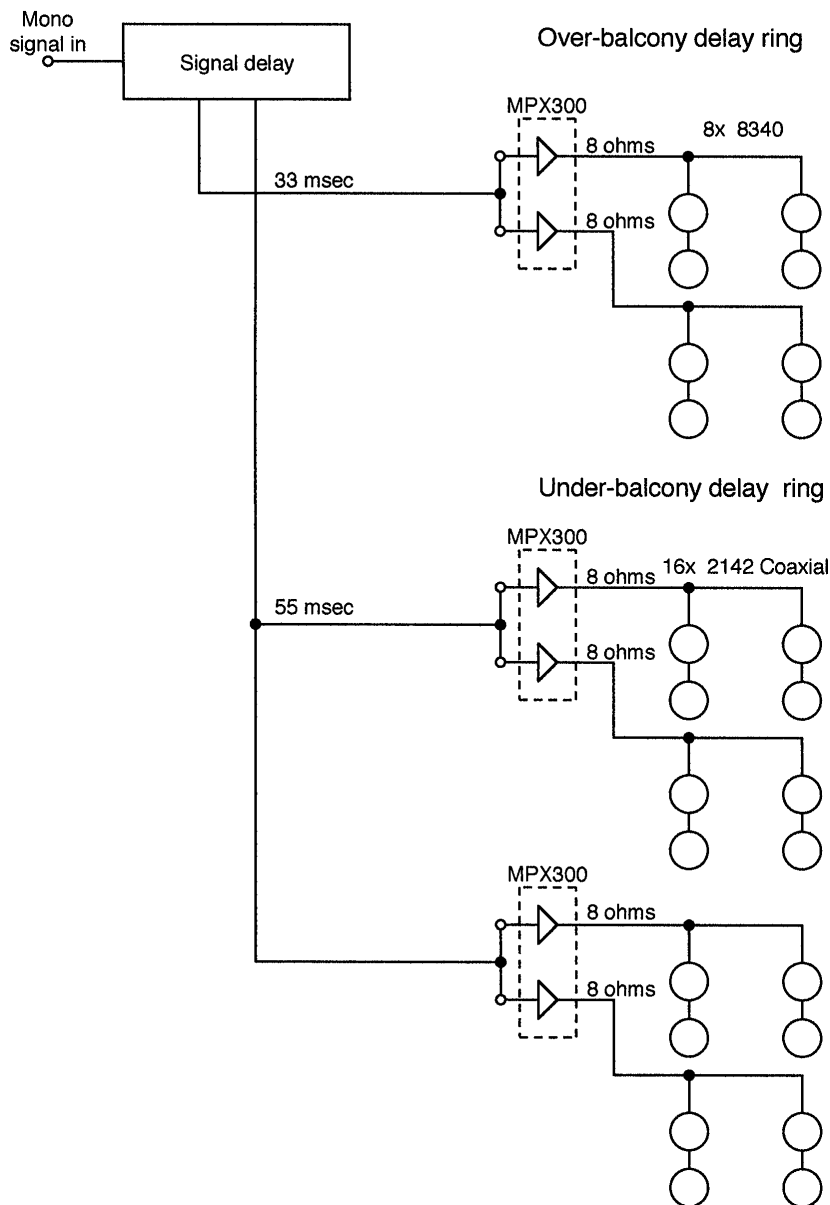 Mono
signal in
Signal delay
Over-balcony delay ring
MPX300
8 ohms
8x 8340
33 msec
8 ohms
Under-balcony delay ring
MPX300
8 ohms
16x 2142 Coaxial
55 msec
8 ohms
MPX300
8 ohms
8 ohms